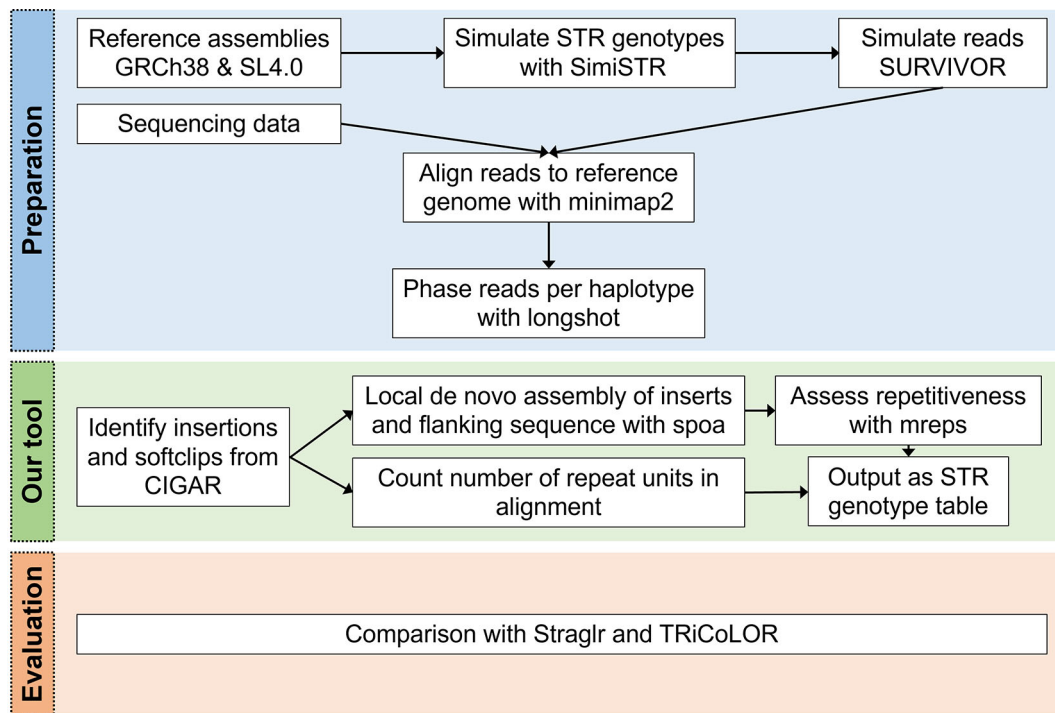 Preparation
Reference assemblies
GRCh38 & SL4.0
Simulate STR genotypes
with SimiSTR
Simulate reads
SURVIVOR
Sequencing data
Align reads to reference
genome with minimap2
Phase reads per haplotype
with longshot
Our tool
Identify insertions
and softclips from
CIGAR
Local de novo assembly of inserts
and flanking sequence with spoa
Assess repetitiveness
with mreps
Count number of repeat units in
alignment
Output as STR
genotype table
Evaluation
Comparison with Straglr and TRiCoLOR